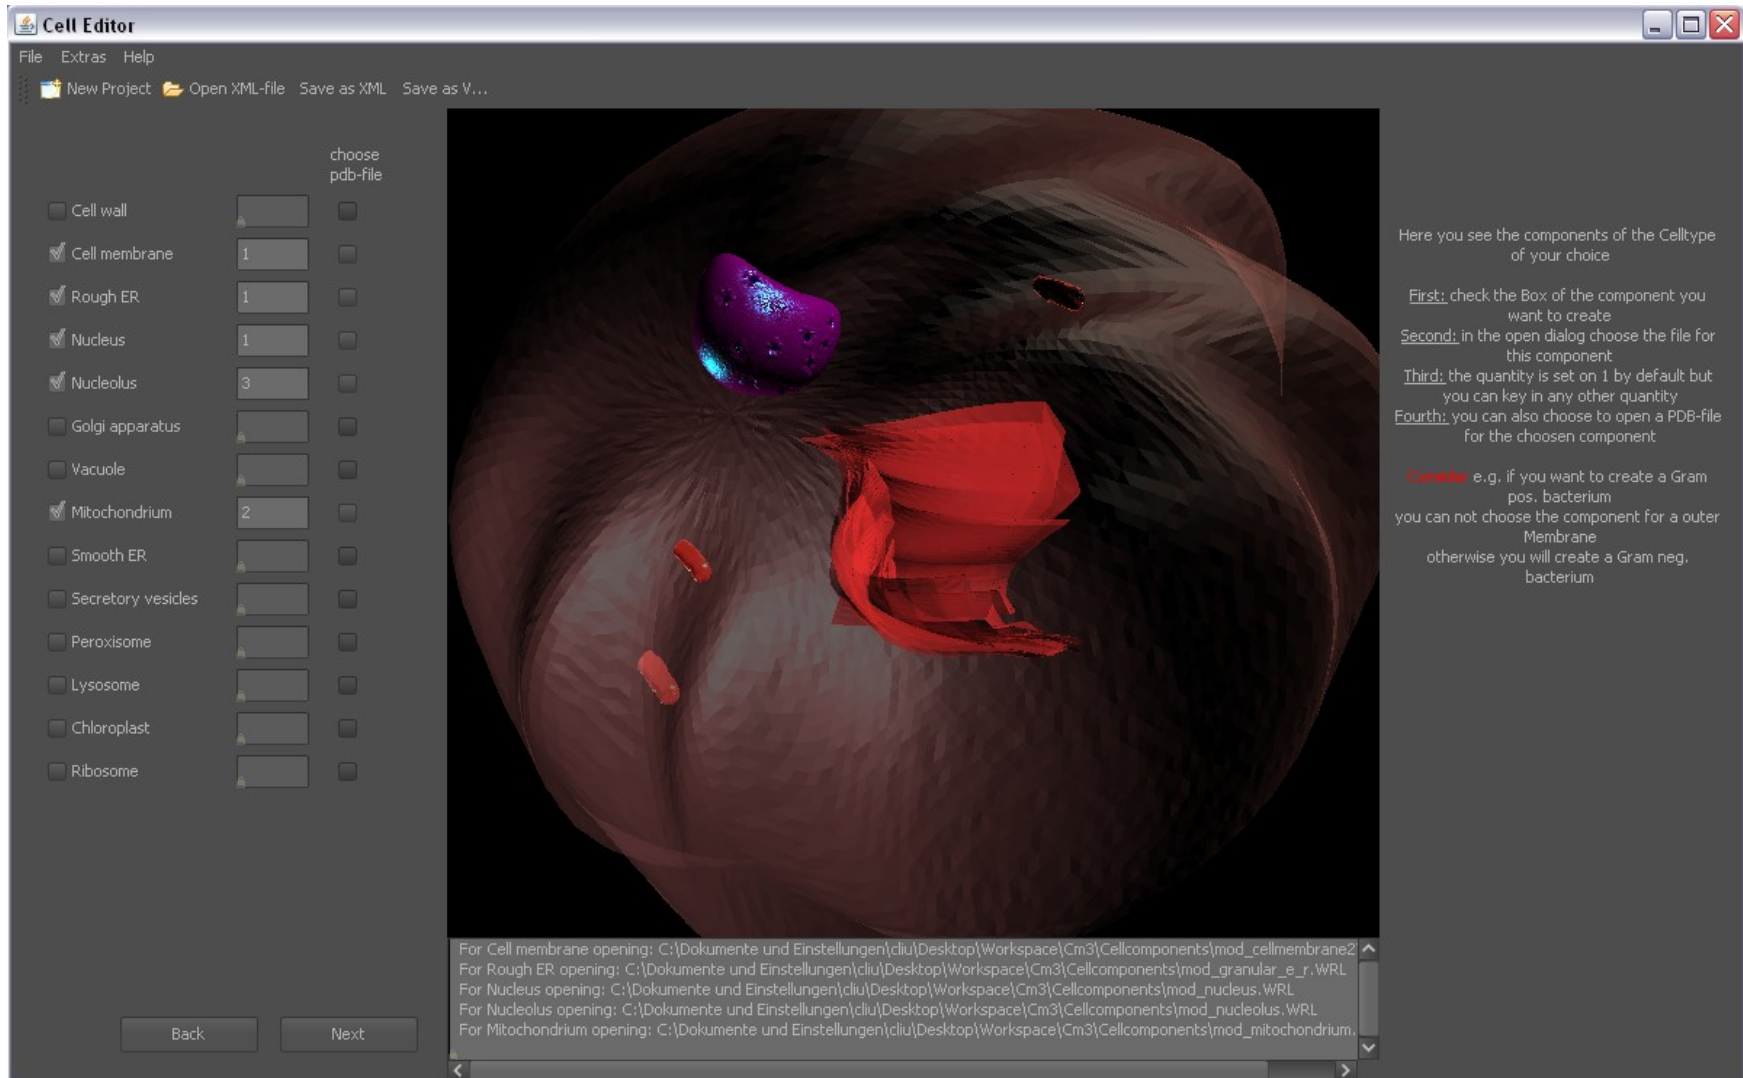 Cell Editor
File Extras Help
New Project Open XML-file Save as XML Save as V...
choose
pdb-file
Cell wall
Cell membrane 1
Rough ER 1
Nucleus 1
Nucleolus 3
Golgi apparatus
Vacuole
Mitochondrium 2
Smooth ER
Secretory vesicles
Peroxisome
Lysosome
Chloroplast
Ribosome
Back Next
For Cell membrane opening: C:\Dokumente und Einstellungen\cliu\Desktop\Workspace\Cm3\Cellcomponents\mod_cellmembrane2
For Rough ER opening: C:\Dokumente und Einstellungen\cliu\Desktop\Workspace\Cm3\Cellcomponents\mod_granular_e_r.WRL
For Nucleus opening: C:\Dokumente und Einstellungen\cliu\Desktop\Workspace\Cm3\Cellcomponents\mod_nucleus.WRL
For Nucleolus opening: C:\Dokumente und Einstellungen\cliu\Desktop\Workspace\Cm3\Cellcomponents\mod_nucleolus.WRL
For Mitochondrium opening: C:\Dokumente und Einstellungen\cliu\Desktop\Workspace\Cm3\Cellcomponents\mod_mitochondrium.
Here you see the components of the Celltype
of your choice
First: check the Box of the component you
want to create
Second: in the open dialog choose the file for
this component
Third: the quantity is set on 1 by default but
you can key in any other quantity
Fourth: you can also choose to open a PDB-file
for the choosen component
Consider e.g. if you want to create a Gram
pos. bacterium
you can not choose the component for a outer
Membrane
otherwise you will create a Gram neg.
bacterium